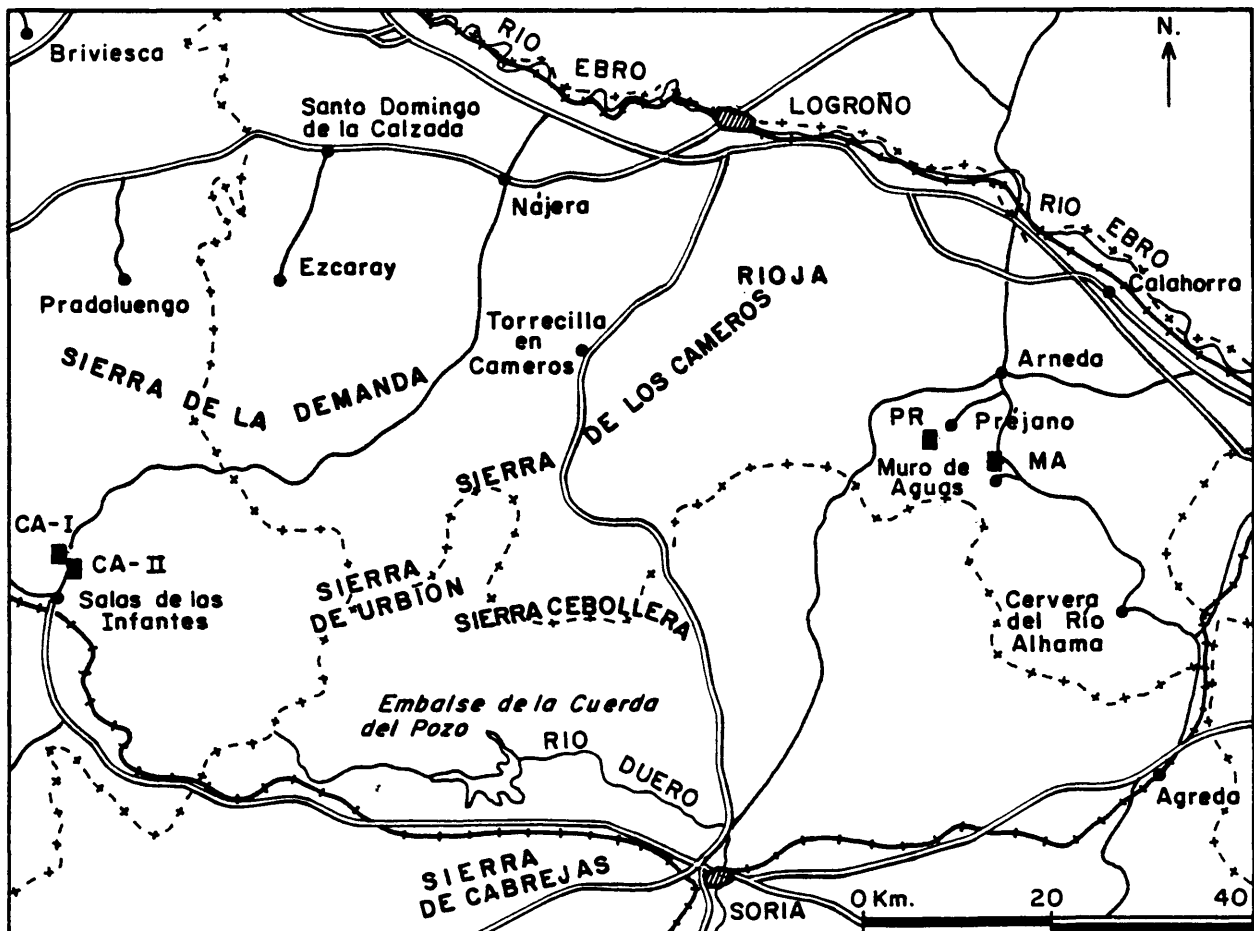 N.
Briviesca
RIO
EBRO
LOGROÑO
Santo Domingo
de la Calzada
Nájera
RIO
EBRO
Calahorra
Pradaluengo
Ezcaray
RIOJA
Torrecilla
en
Cameros
SIERRA DE LOS CAMEROS
SIERRA DE LA DEMANDA
Arneda
PR
Préjano
MA
Muro de
Aguas
CA-I
CA-II
Salas de los
Infantes
SIERRA
DE URBION
SIERRA CEBOLLERA
Cervera
del Río
Alhama
Embalse de la Cuerda
del Pozo
RIO
DUERO
Agreda
SIERRA
DE CABREJAS
SORIA
0 Km.
20
40